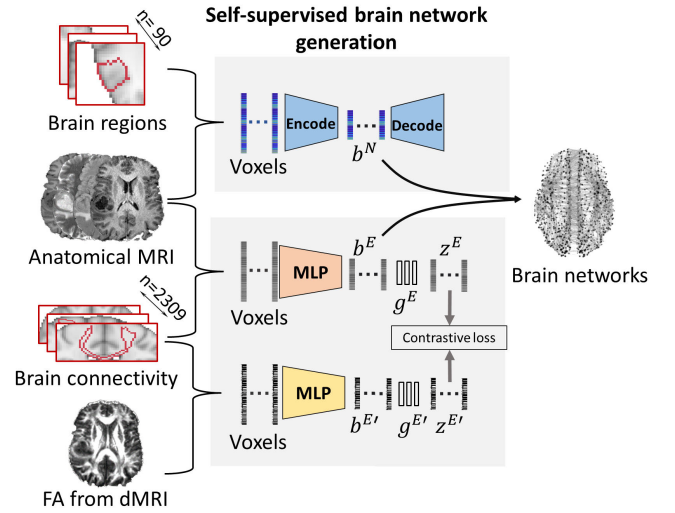 Self-supervised brain network
generation
n= 90
Brain regions
Encode
Decode
Voxels
b^N
Anatomical MRI
MLP
b^E
g^E
z^E
Voxels
Brain networks
n=2309
Contrastive loss
Brain connectivity
MLP
Voxels
b^{E'}
g^{E'}
z^{E'}
FA from dMRI